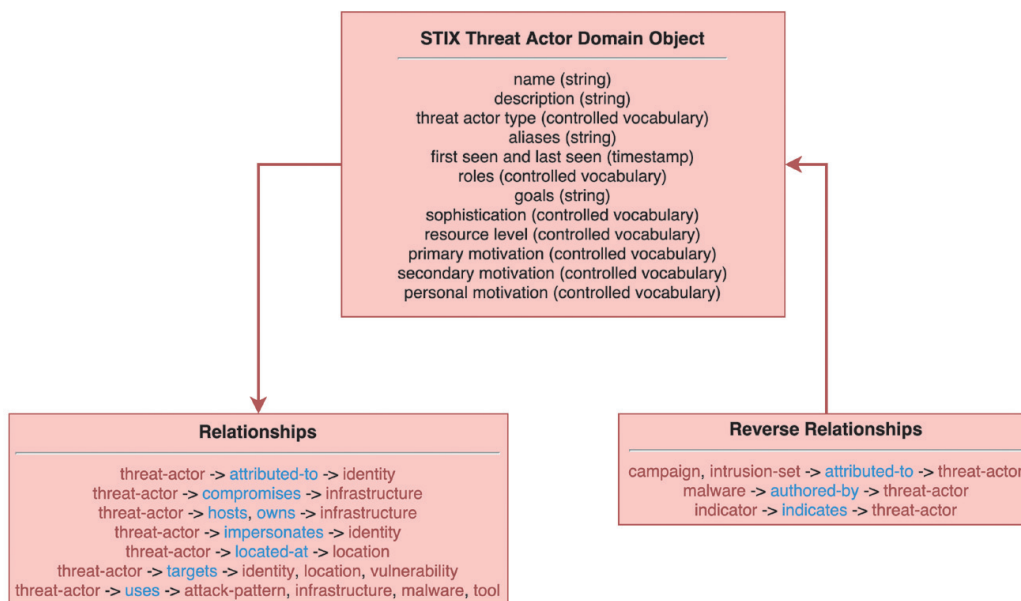 STIX Threat Actor Domain Object
name (string)
description (string)
threat actor type (controlled vocabulary)
aliases (string)
first seen and last seen (timestamp)
roles (controlled vocabulary)
goals (string)
sophistication (controlled vocabulary)
resource level (controlled vocabulary)
primary motivation (controlled vocabulary)
secondary motivation (controlled vocabulary)
personal motivation (controlled vocabulary)
Relationships
threat-actor -> attributed-to -> identity
threat-actor -> compromises -> infrastructure
threat-actor -> hosts, owns -> infrastructure
threat-actor -> impersonates -> identity
threat-actor -> located-at -> location
threat-actor -> targets -> identity, location, vulnerability
threat-actor -> uses -> attack-pattern, infrastructure, malware, tool
Reverse Relationships
campaign, intrusion-set -> attributed-to -> threat-actor
malware -> authored-by -> threat-actor
indicator -> indicates -> threat-actor